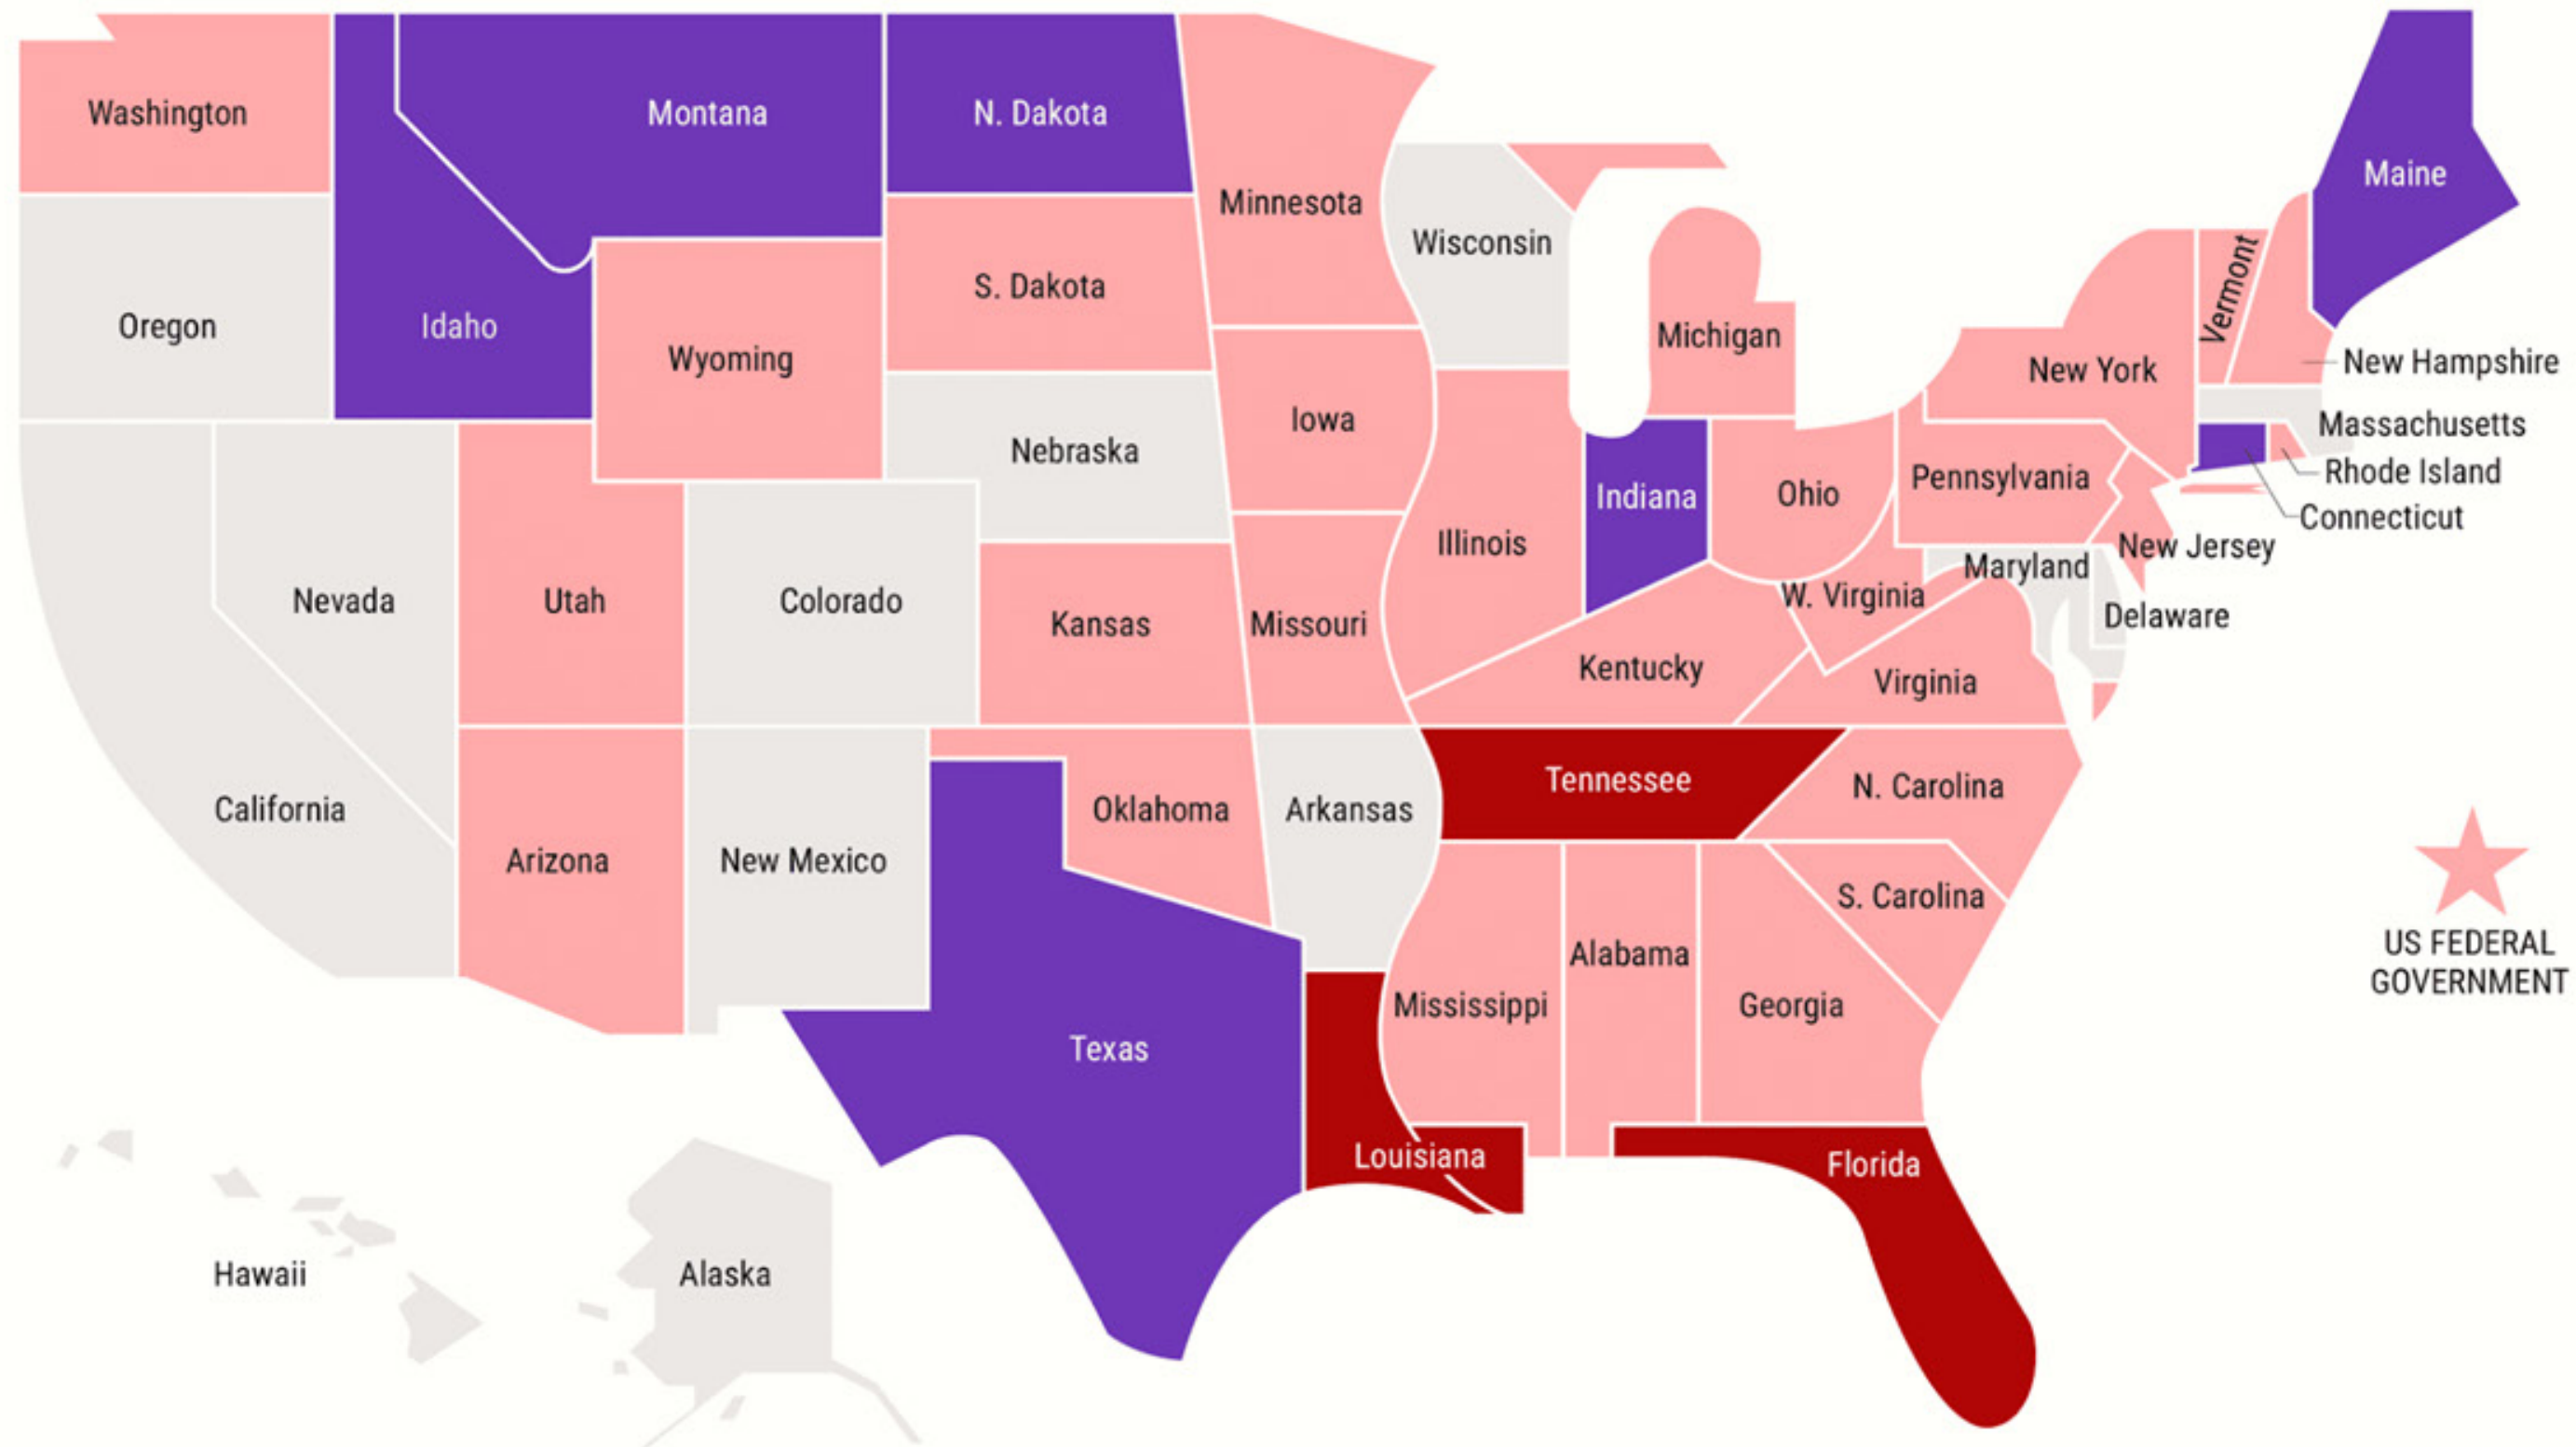 Washington
Montana
N. Dakota
Minnesota
Maine
Oregon
Idaho
Wyoming
S. Dakota
Wisconsin
Michigan
New York
Vermont
New Hampshire
Nebraska
Iowa
Massachusetts
Rhode Island
Connecticut
Nevada
Utah
Colorado
Kansas
Missouri
Illinois
Indiana
Ohio
Pennsylvania
New Jersey
Maryland
Delaware
W. Virginia
Kentucky
Virginia
California
Arizona
New Mexico
Oklahoma
Arkansas
Tennessee
N. Carolina
S. Carolina
Texas
Louisiana
Mississippi
Alabama
Georgia
Florida
US FEDERAL
GOVERNMENT
Hawaii
Alaska